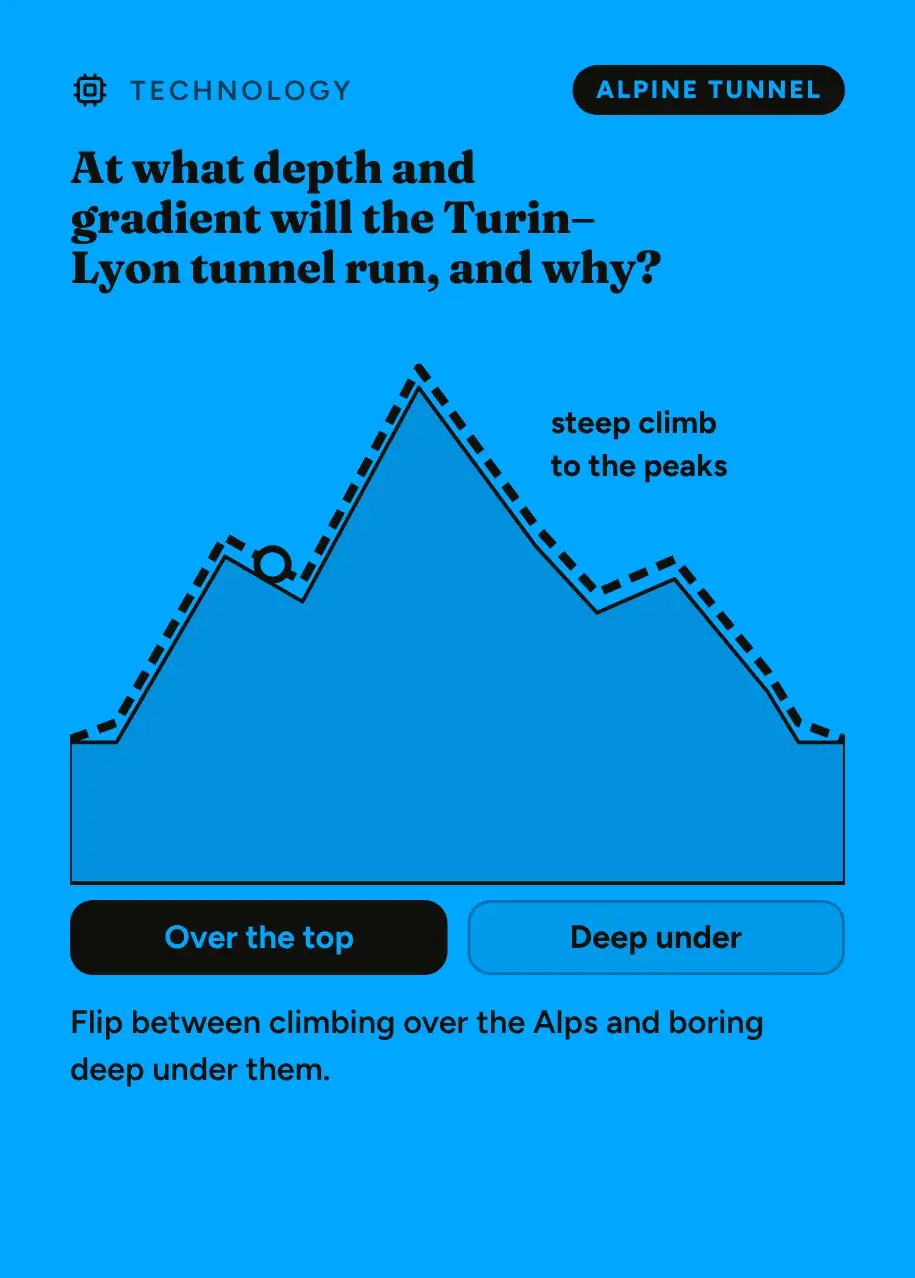 TECHNOLOGY
ALPINE TUNNEL
At what depth and
gradient will the Turin–
Lyon tunnel run, and why?
steep climb
to the peaks
Over the top
Deep under
Flip between climbing over the Alps and boring
deep under them.